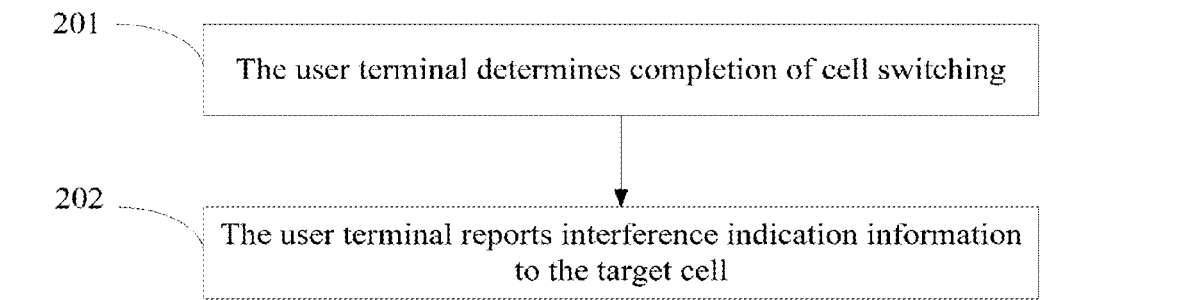 201
The user terminal determines completion of cell switching
202
The user terminal reports interference indication information
to the target cell